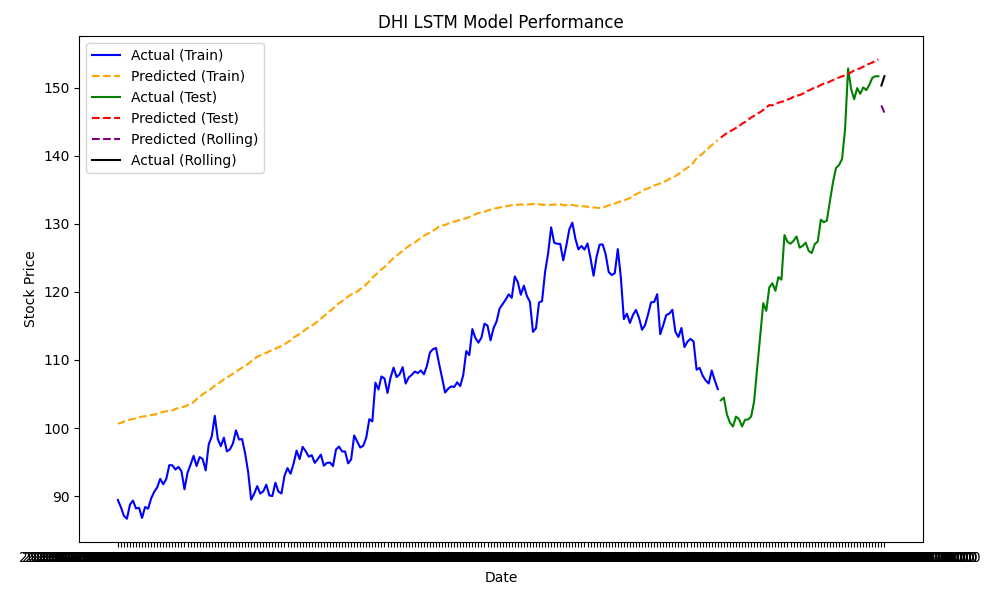 DHI LSTM Model Performance
Actual (Train)
Predicted (Train)
Actual (Test)
Predicted (Test)
Predicted (Rolling)
Actual (Rolling)
150
140
130
120
110
100
90
Stock Price
Date